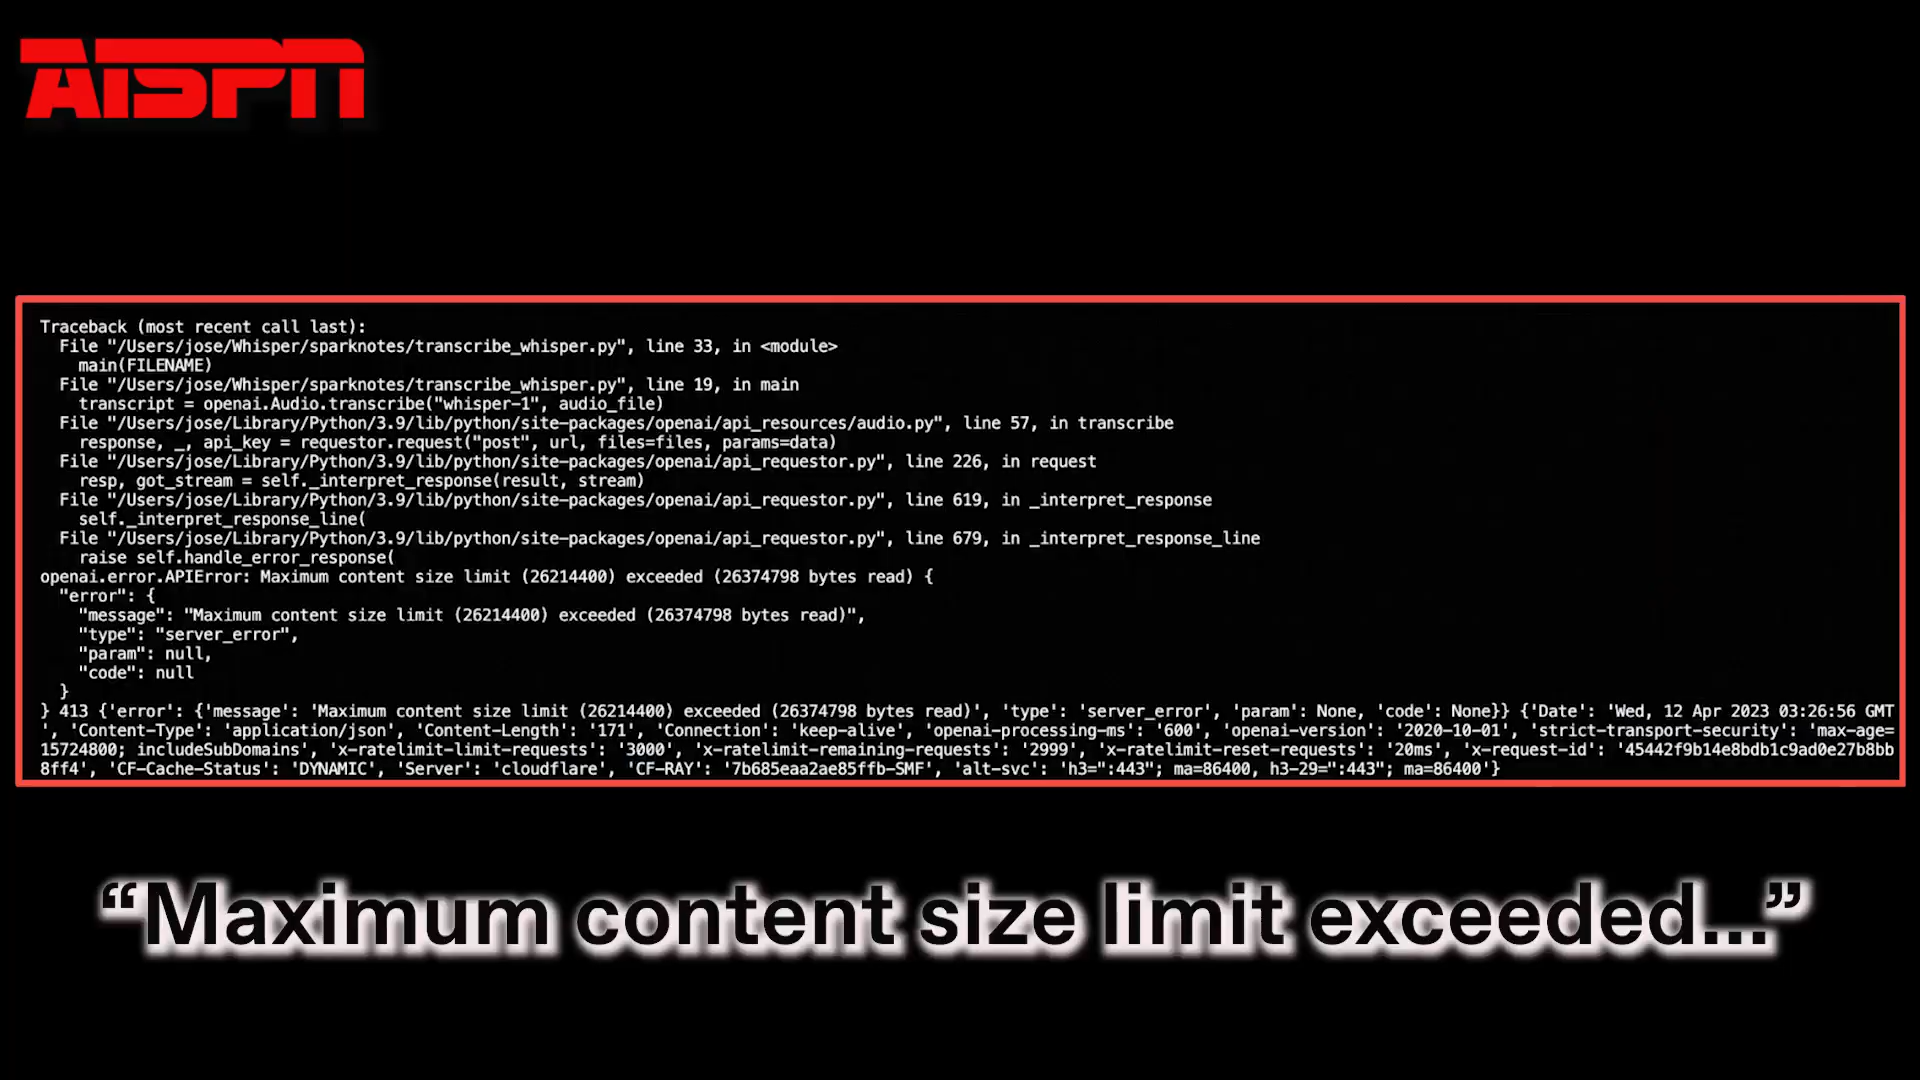 AISPN
Traceback (most recent call last):
File "/Users/jose/Whisper/sparknotes/transcribe_whisper.py", line 33, in <module>
main(FILENAME)
File "/Users/jose/Whisper/sparknotes/transcribe_whisper.py", line 19, in main
transcript = openai.Audio.transcribe("whisper-1", audio_file)
File "/Users/jose/Library/Python/3.9/lib/python/site-packages/openai/api_resources/audio.py", line 57, in transcribe
response, _, api_key = requestor.request("post", url, files=files, params=data)
File "/Users/jose/Library/Python/3.9/lib/python/site-packages/openai/api_requestor.py", line 226, in request
resp, got_stream = self._interpret_response(result, stream)
File "/Users/jose/Library/Python/3.9/lib/python/site-packages/openai/api_requestor.py", line 619, in _interpret_response
self._interpret_response_line(
File "/Users/jose/Library/Python/3.9/lib/python/site-packages/openai/api_requestor.py", line 679, in _interpret_response_line
raise self.handle_error_response(
openai.error.APIError: Maximum content size limit (26214400) exceeded (26374798 bytes read) {
"error": {
"message": "Maximum content size limit (26214400) exceeded (26374798 bytes read)",
"type": "server_error",
"param": null,
"code": null
}
} 413 {'error': {'message': 'Maximum content size limit (26214400) exceeded (26374798 bytes read)', 'type': 'server_error', 'param': None, 'code': None}} {'Date': 'Wed, 12 Apr 2023 03:26:56 GMT
', 'Content-Type': 'application/json', 'Content-Length': '171', 'Connection': 'keep-alive', 'openai-processing-ms': '600', 'openai-version': '2020-10-01', 'strict-transport-security': 'max-age=
15724800; includeSubDomains', 'x-ratelimit-limit-requests': '3000', 'x-ratelimit-remaining-requests': '2999', 'x-ratelimit-reset-requests': '20ms', 'x-request-id': '45442f9b14e8bdb1c9ad0e27b8bb
8ff4', 'CF-Cache-Status': 'DYNAMIC', 'Server': 'cloudflare', 'CF-RAY': '7b685eaa2ae85ffb-SMF', 'alt-svc': 'h3=":443"; ma=86400, h3-29=":443"; ma=86400'}
“Maximum content size limit exceeded...”